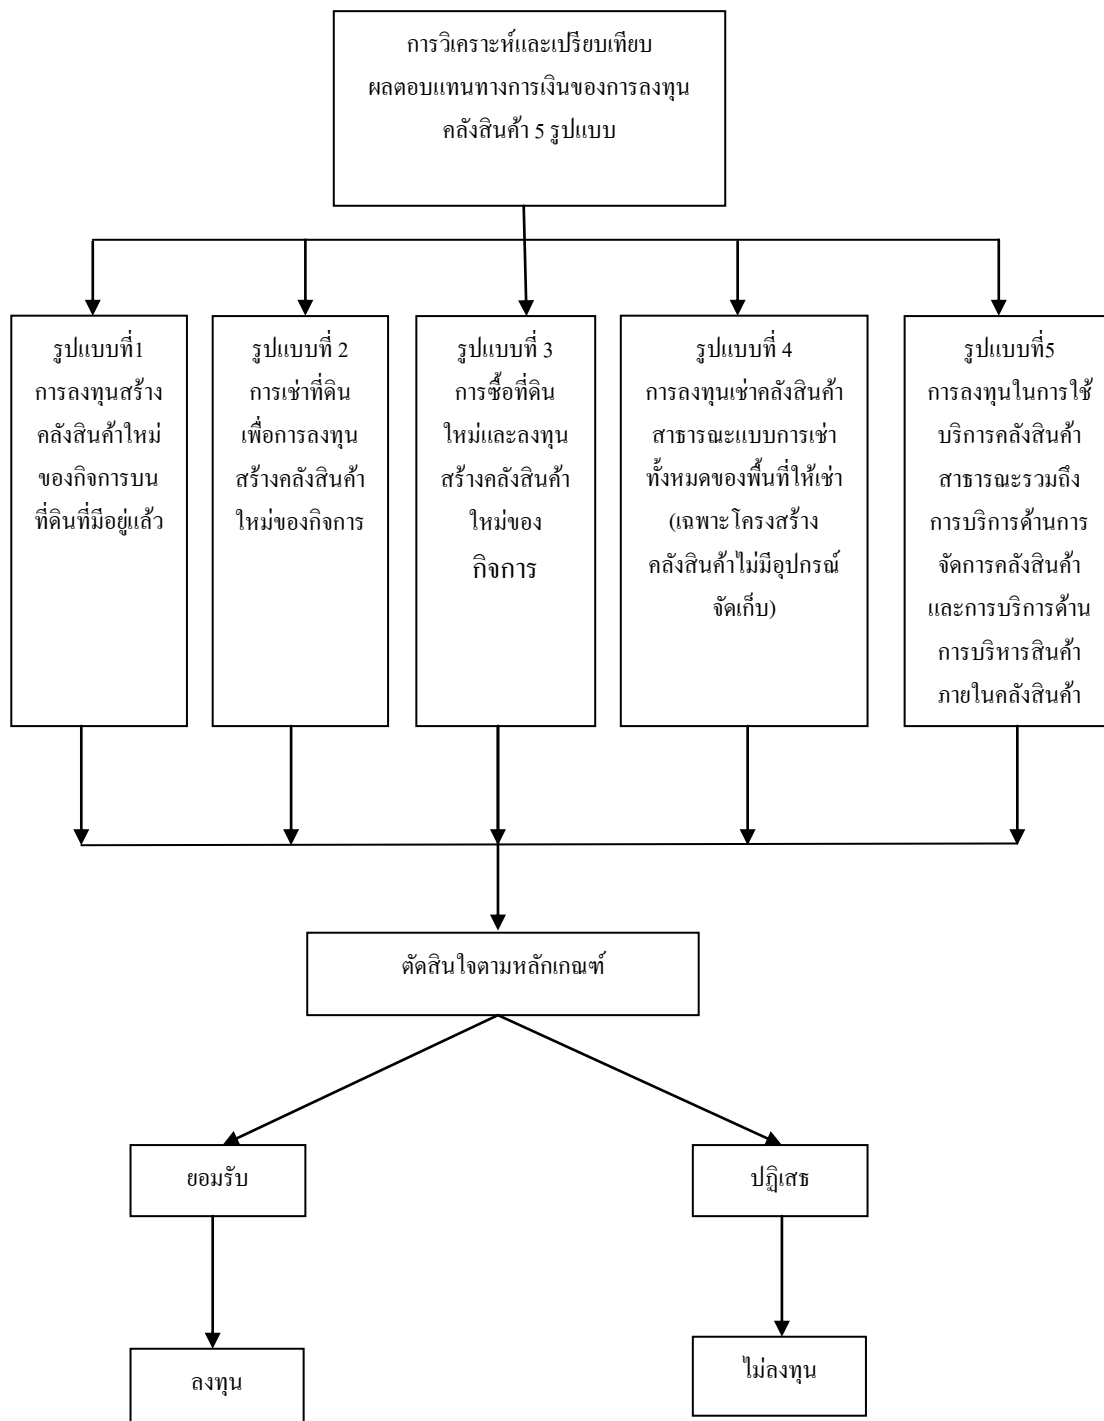 การวิเคราะห์และเปรียบเทียบ
ผลตอบแทนทางการเงินของการลงทุน
คลังสินค้า 5 รูปแบบ
รูปแบบที่1
การลงทุนสร้าง
คลังสินค้าใหม่
ของกิจการบน
ที่ดินที่มีอยู่แล้ว
รูปแบบที่ 2
การเช่าที่ดิน
เพื่อการลงทุน
สร้างคลังสินค้า
ใหม่ของกิจการ
รูปแบบที่ 3
การซื้อที่ดิน
ใหม่และลงทุน
สร้างคลังสินค้า
ใหม่ของ
กิจการ
รูปแบบที่ 4
การลงทุนเช่าคลังสินค้า
สาธารณะแบบการเช่า
ทั้งหมดของพื้นที่ให้เช่า
(เฉพาะโครงสร้าง
คลังสินค้าไม่มีอุปกรณ์
จัดเก็บ)
รูปแบบที่5
การลงทุนในการใช้
บริการคลังสินค้า
สาธารณะรวมถึง
การบริการด้านการ
จัดการคลังสินค้า
และการบริการด้าน
การบริหารสินค้า
ภายในคลังสินค้า
ตัดสินใจตามหลักเกณฑ์
ยอมรับ
ปฏิเสธ
ลงทุน
ไม่ลงทุน